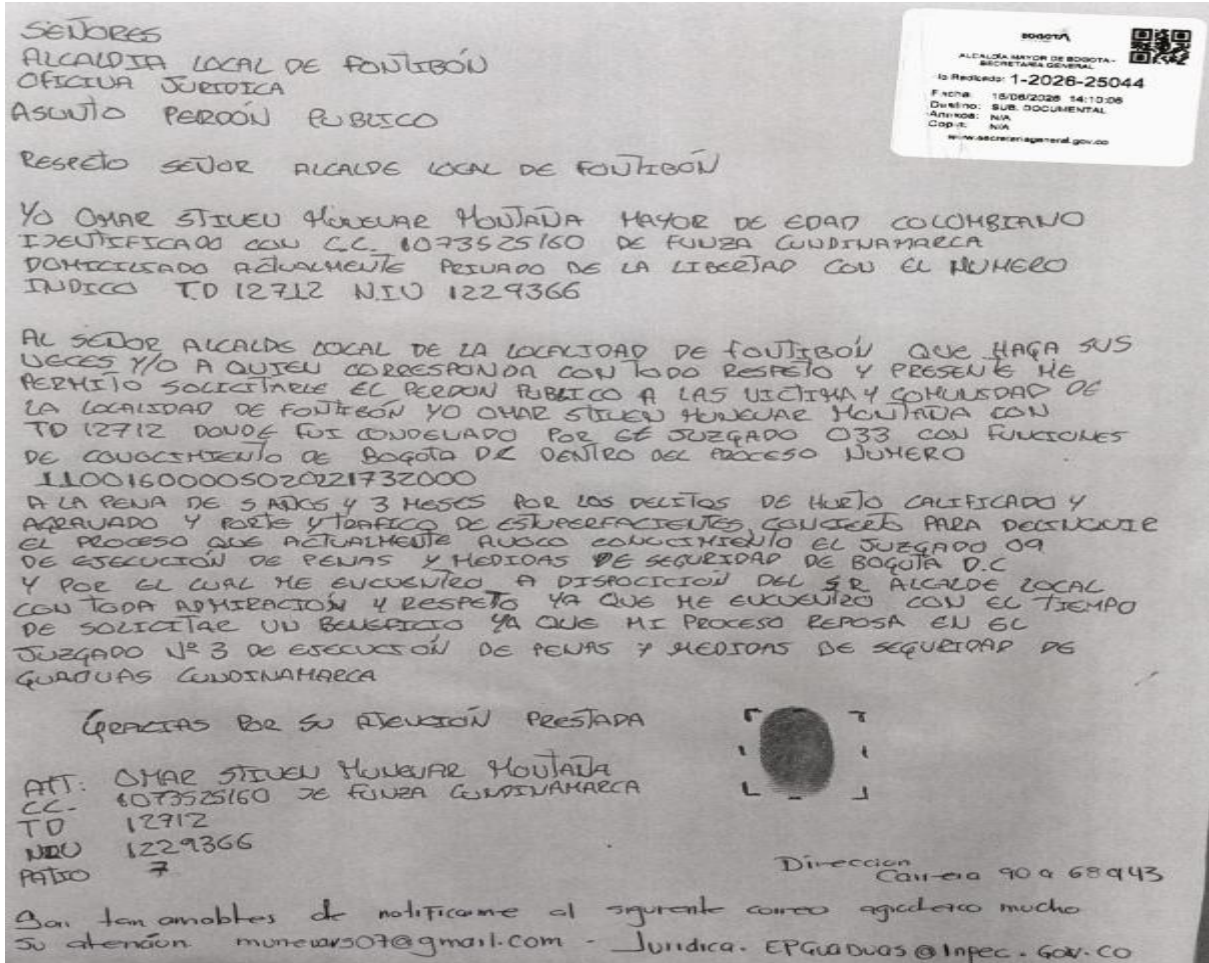 SEÑORES
ALCALDIA LOCAL DE FONTIBÓN
OFICINA JURIDICA
ASUNTO PERDÓN PUBLICO
BOGOTÁ
ALCALDÍA MAYOR DE BOGOTA -
SECRETARÍA GENERAL
No Radicado: 1-2026-25044
Fecha: 16/06/2026 14:10:06
Destino: SUB. DOCUMENTAL
Anexos: N/A
Copia: N/A
www.secretariageneral.gov.co
RESPETO SEÑOR ALCALDE LOCAL DE FONTIBÓN
YO OMAR STIVEN MUNEVAR MONTAÑA MAYOR DE EDAD COLOMBIANO
IDENTIFICADO CON C.C. 1073525160 DE FUNZA CUNDINAMARCA
DOMICILIADO ACTUALMENTE PRIVADO DE LA LIBERTAD CON EL NUMERO
INDICO T.D 12712 N.I.U 1229366
AL SEÑOR ALCALDE LOCAL DE LA LOCALIDAD DE FONTIBÓN QUE HAGA SUS
VECES Y/O A QUIEN CORRESPONDA CON TODO RESPETO Y PRESENTE ME
PERMITO SOLICITARLE EL PERDON PUBLICO A LAS VICTIMA Y COMUNIDAD DE
LA LOCALIDAD DE FONTIBÓN YO OMAR STIVEN MUNEVAR MONTAÑA CON
TD 12712 DONDE FUI CONDENADO POR EL JUZGADO 033 CON FUNCIONES
DE CONOCIMIENTO DE BOGOTA DC DENTRO DEL PROCESO NUMERO
11001600005020221732000
A LA PENA DE 5 AÑOS Y 3 MESES POR LOS DELITOS DE HURTO CALIFICADO Y
AGRAVADO Y PORTE Y TRAFICO DE ESTUPERFACIENTES, CONCIERTO PARA DELINQUIR
EL PROCESO QUE ACTUALMENTE AVOCO CONOCIMIENTO EL JUZGADO 09
DE EJECUCIÓN DE PENAS Y MEDIDAS DE SEGURIDAD DE BOGOTA D.C
Y POR EL CUAL ME ENCUENTRO A DISPOCICIÓN DEL SR ALCALDE LOCAL
CON TODA ADMIRACIÓN Y RESPETO YA QUE ME ENCUENTRO CON EL TIEMPO
DE SOLICITAR UN BENEFICIO YA QUE MI PROCESO REPOSA EN EL
JUZGADO Nº 3 DE EJECUCIÓN DE PENAS Y MEDIDAS DE SEGURIDAD DE
GUADUAS CUNDINAMARCA
GRACIAS POR SU ATENCIÓN PRESTADA
ATT: OMAR STIVEN MUNEVAR MONTAÑA
CC. 1073525160 DE FUNZA CUNDINAMARCA
TD 12712
NIU 1229366
PATIO 7
Direccion
Carrera 90 a 68 a 43
Son tan amables de notificarme al siguiente correo agradezco mucho
su atención munevars07@gmail.com - Juridica.EPGuaduas@Inpec.Gov.co